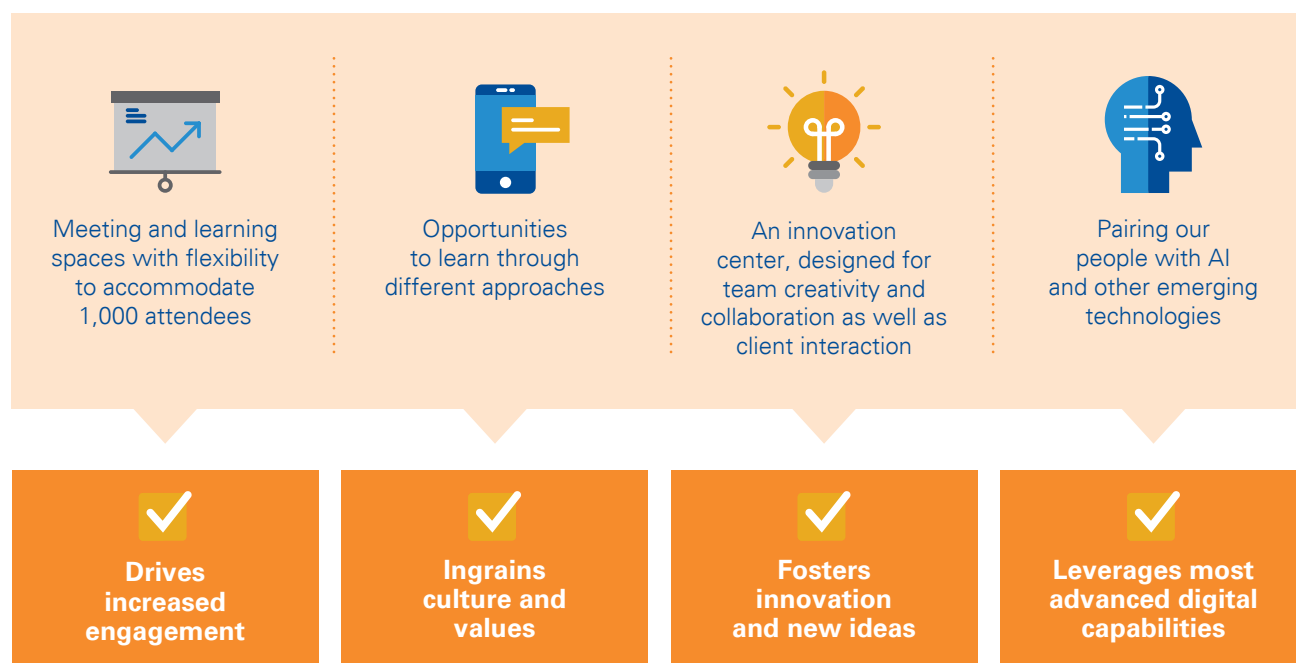 Meeting and learning
spaces with flexibility
to accommodate
1,000 attendees
Opportunities
to learn through
different approaches
An innovation
center, designed for
team creativity and
collaboration as well as
client interaction
Pairing our
people with AI
and other emerging
technologies
Drives
increased
engagement
Ingrains
culture and
values
Fosters
innovation
and new ideas
Leverages most
advanced digital
capabilities